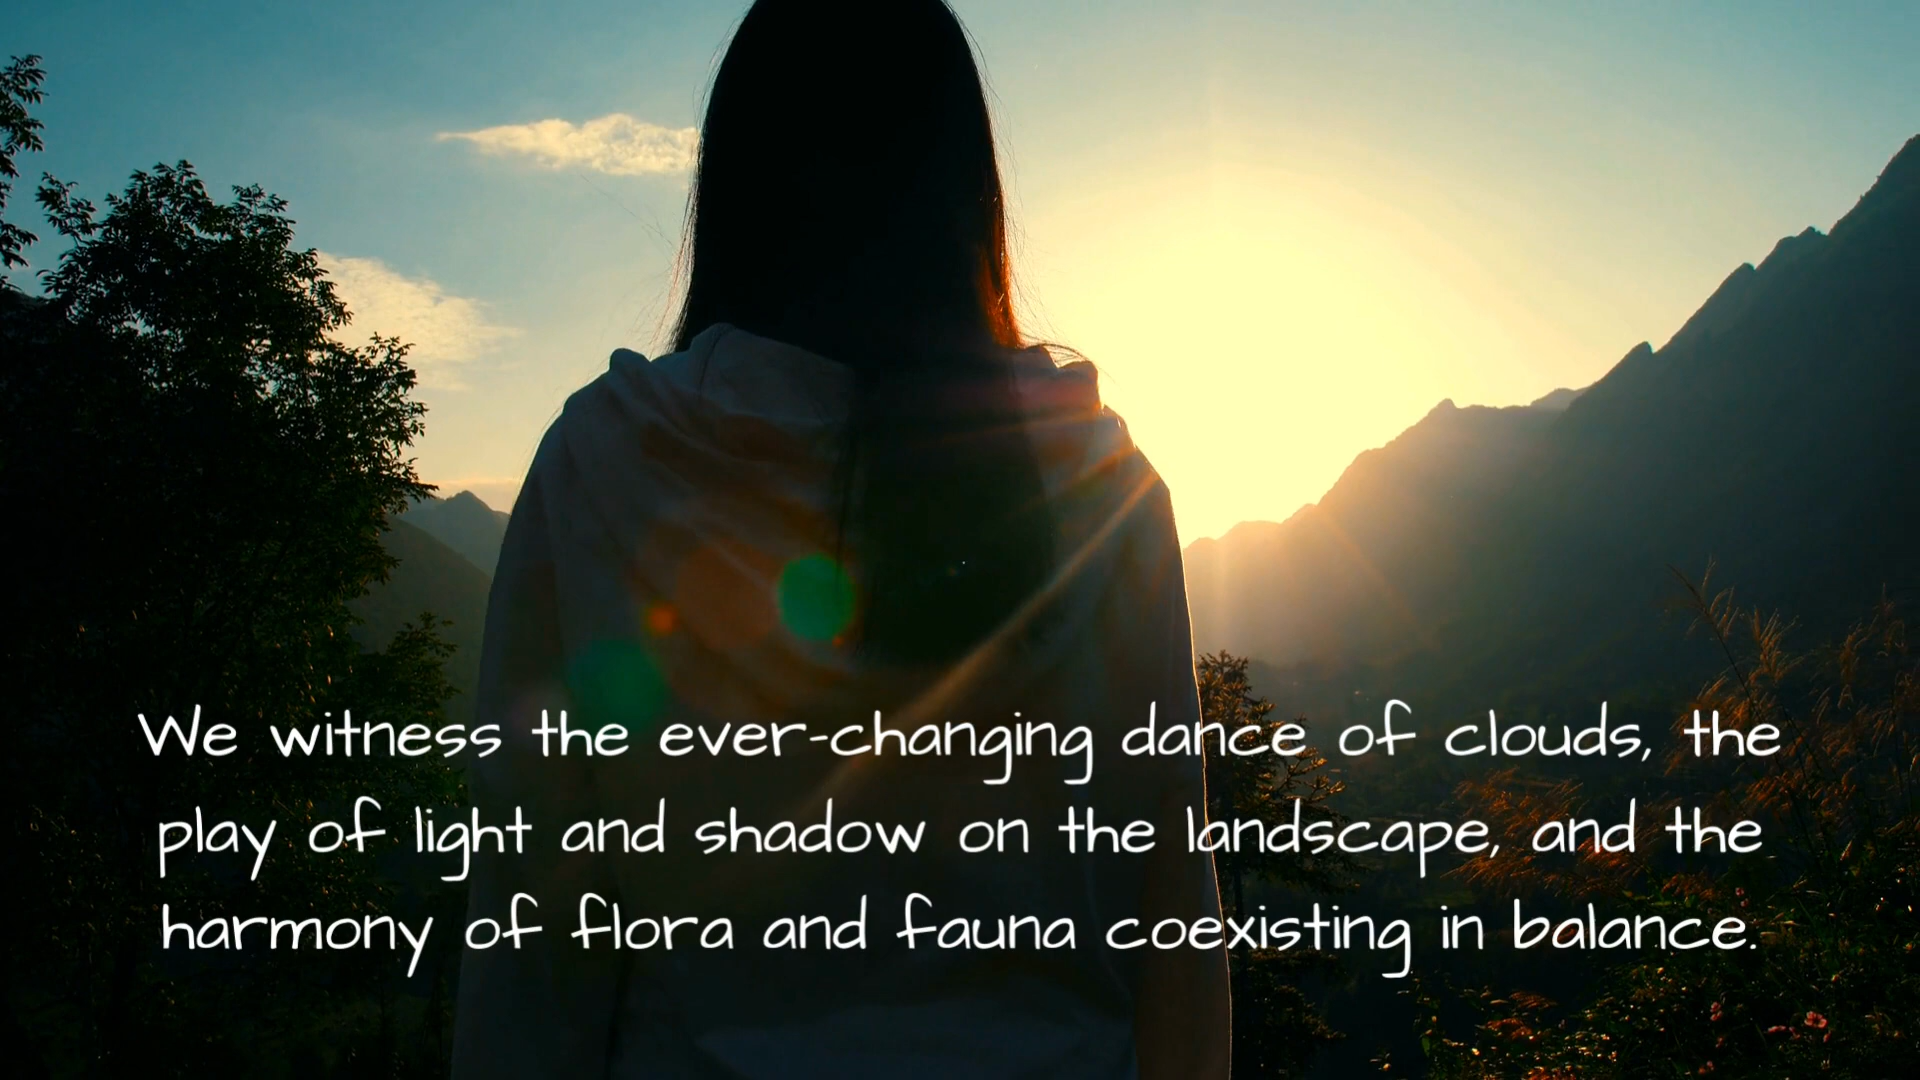 We witness the ever-changing dance of clouds, the
play of light and shadow on the landscape, and the
harmony of flora and fauna coexisting in balance.